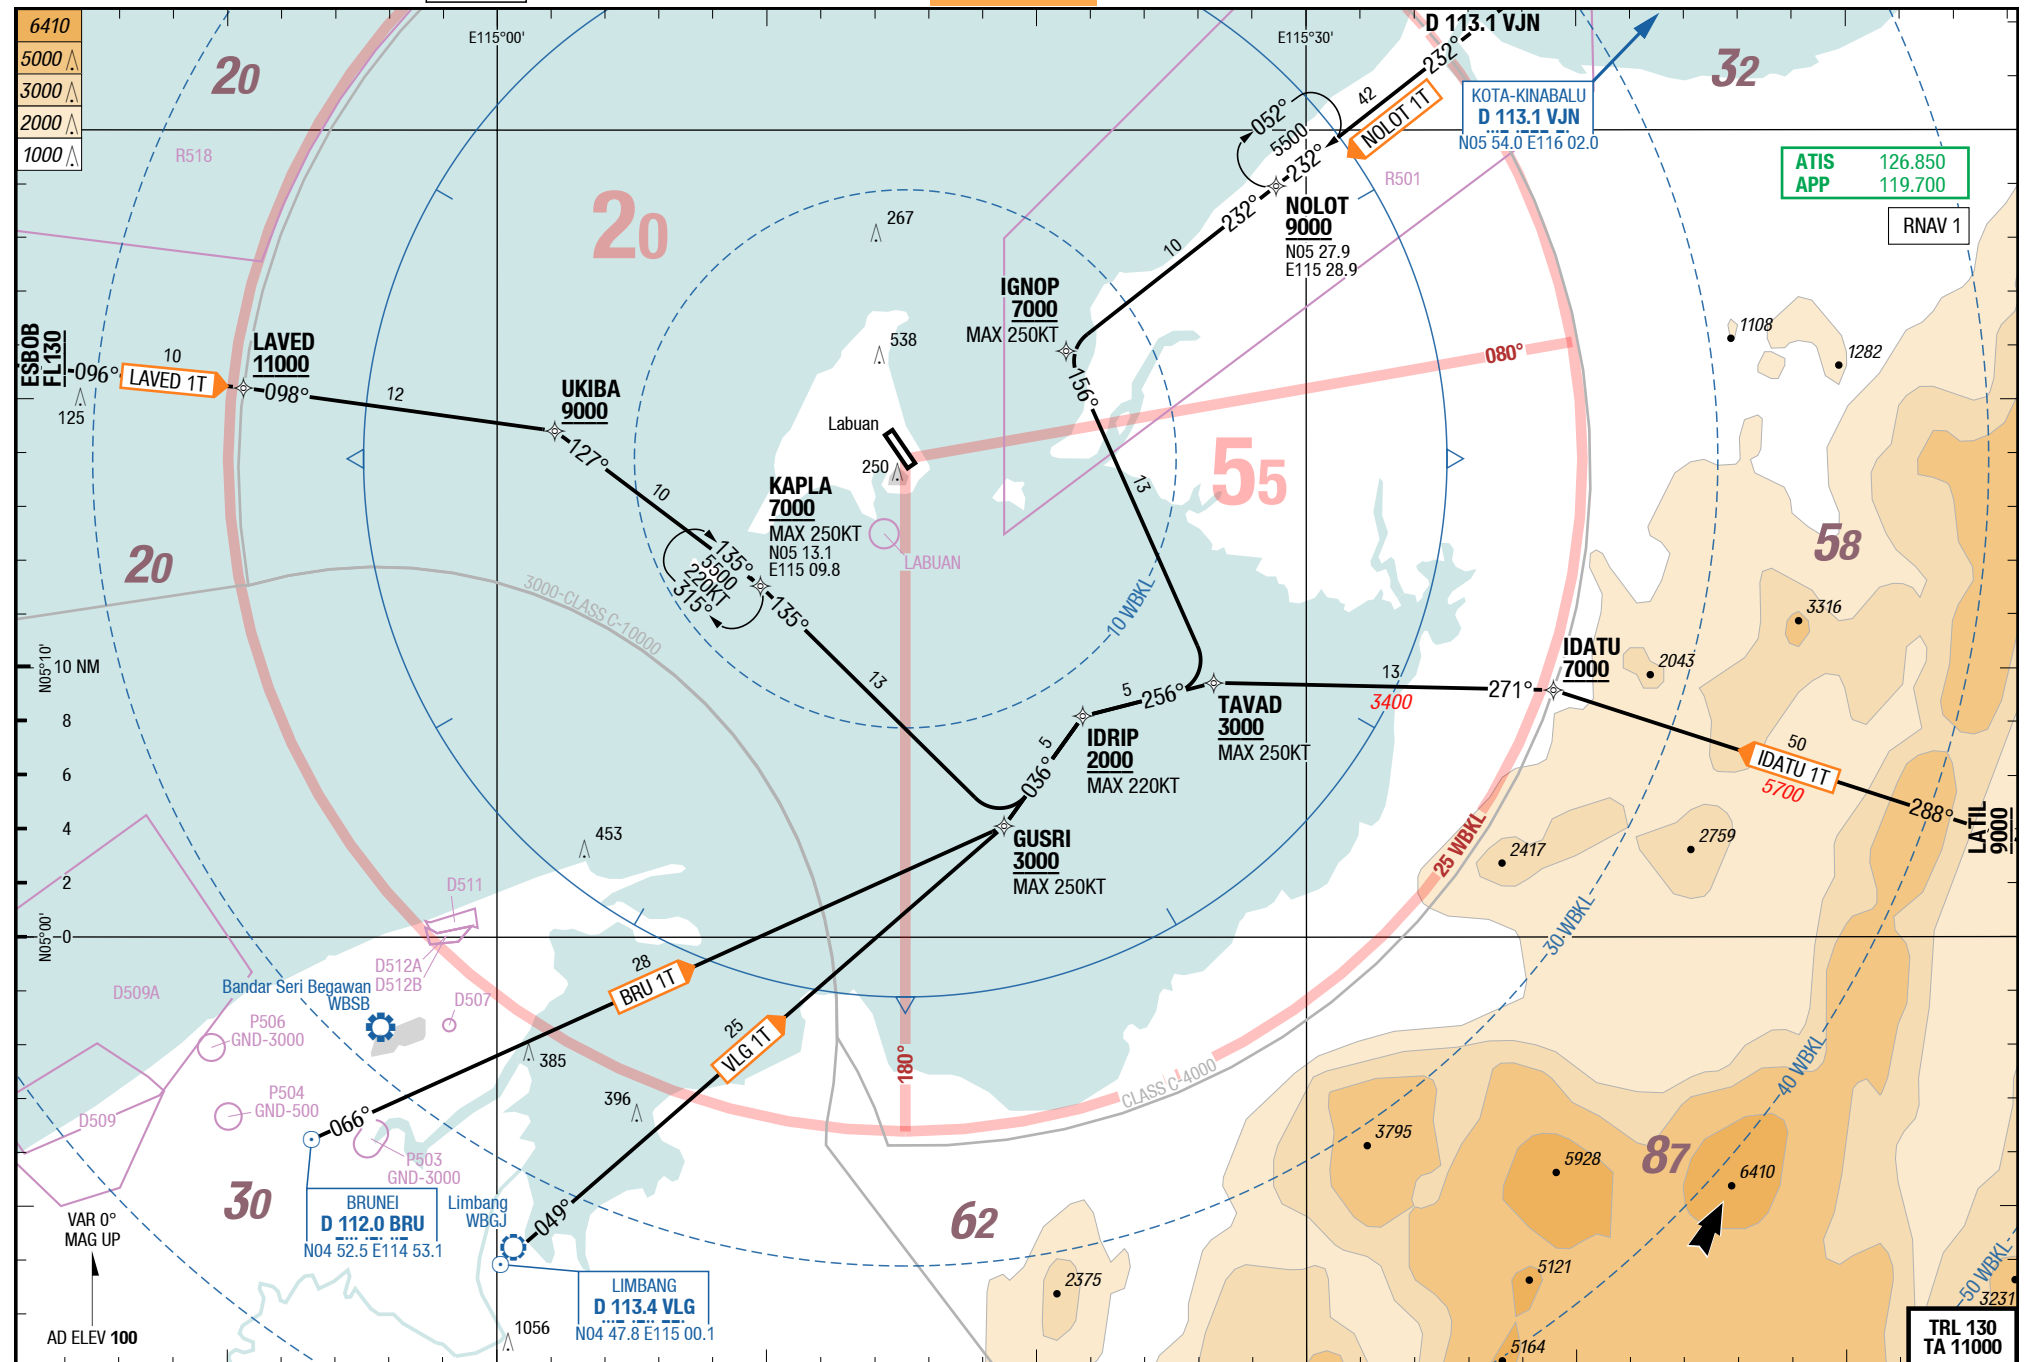 6410
5000
3000
2000
1000
20
E115°00'
E115°30'
D 113.1 VJN
232°
42
NOLOT 1T
KOTA-KINABALU
D 113.1 VJN
N05 54.0 E116 02.0
32
R518
052°
5500
232°
R501
ATIS 126.850
APP 119.700
RNAV 1
20
267
232°
NOLOT
9000
N05 27.9
E115 28.9
10
IGNOP
7000
MAX 250KT
156°
080°
1108
1282
ESBOB
FL130
096°
10
LAVED 1T
125
LAVED
11000
098°
12
UKIBA
9000
127°
10
538
Labuan
250
KAPLA
7000
MAX 250KT
N05 13.1
E115 09.8
LABUAN
55
58
13
20
135°
5500
220KT
315°
135°
3000-CLASS C-10000
10 WBKL
3316
2043
N05°10'
10 NM
8
6
4
2
0
N05°00'
13
5
256°
TAVAD
3000
MAX 250KT
13
3400
271°
IDATU
7000
50
IDATU 1T
5700
288°
LATIL
9000
IDRIP
2000
MAX 220KT
5
036°
GUSRI
3000
MAX 250KT
25 WBKL
2417
2759
453
D511
D512A
D512B
D509A
Bandar Seri Begawan
WBSB
D507
P506
GND-3000
28
BRU 1T
25
VLG 1T
30 WBKL
40 WBKL
180°
CLASS C-4000
385
396
P504
GND-500
D509
066°
P503
GND-3000
3795
5928
87
6410
30
BRUNEI
D 112.0 BRU
N04 52.5 E114 53.1
Limbang
WBGJ
049°
62
VAR 0°
MAG UP
AD ELEV 100
LIMBANG
D 113.4 VLG
N04 47.8 E115 00.1
1056
2375
5121
5164
50 WBKL
3231
TRL 130
TA 11000